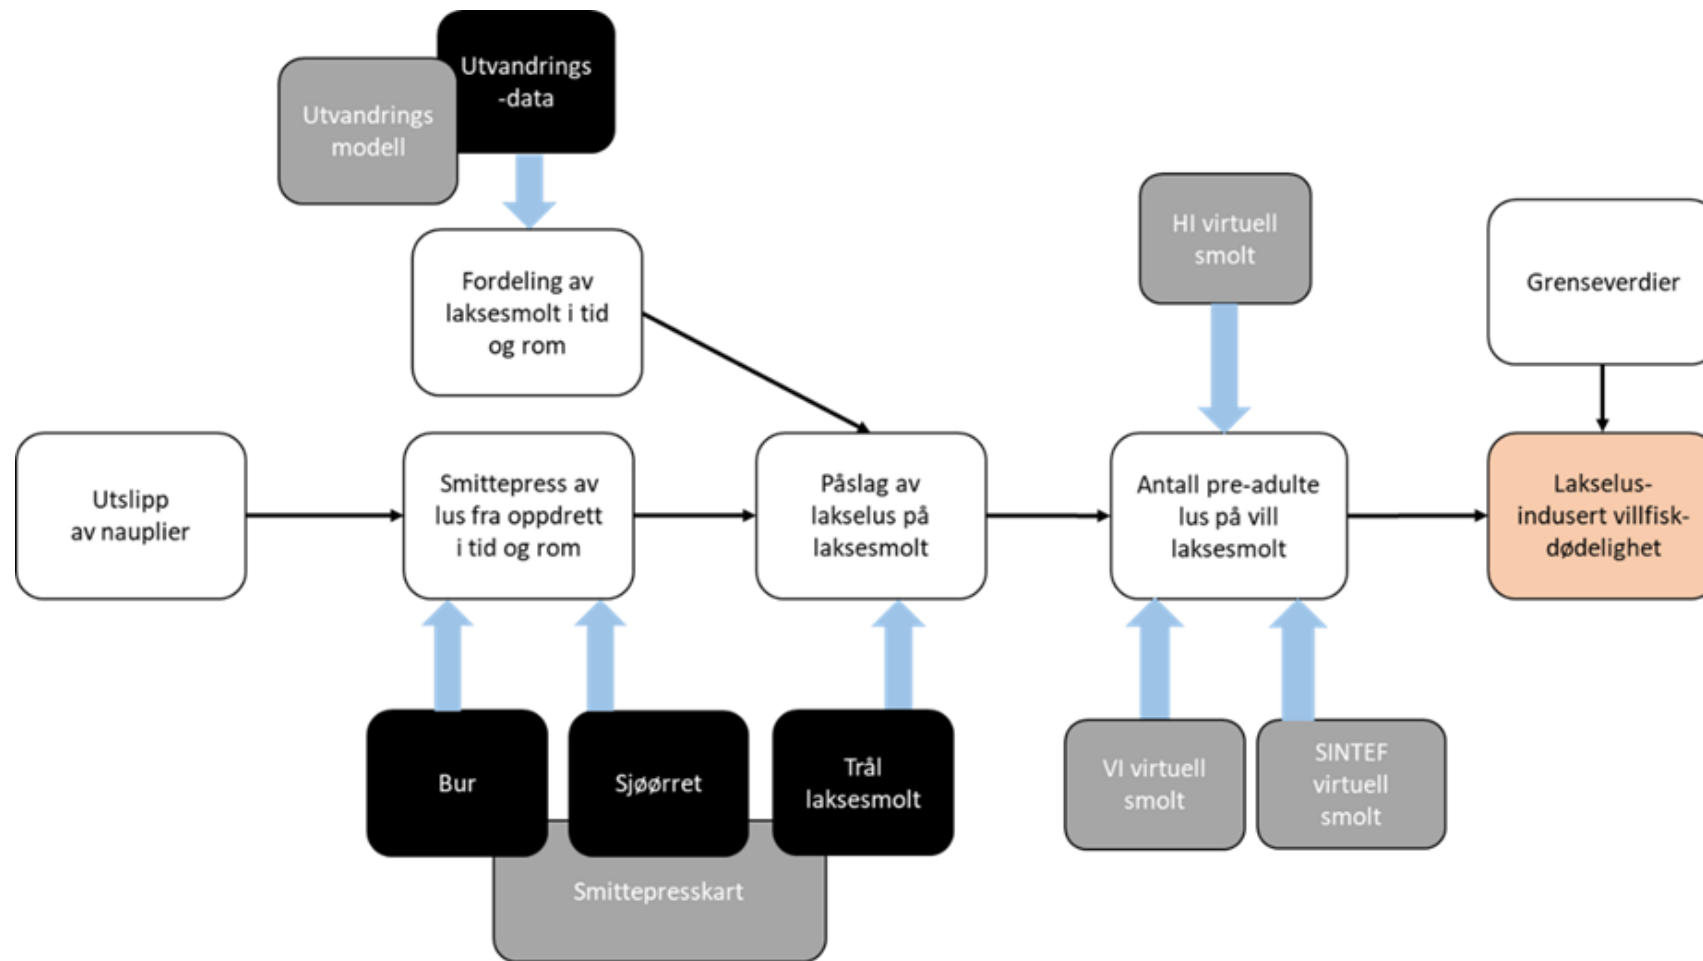 Utvandrings
-data
Utvandrings
modell
HI virtuell
smolt
Fordeling av
laksesmolt i tid
og rom
Grenseverdier
Utslipp
av nauplier
Smittepress av
lus fra oppdrett
i tid og rom
Påslag av
lakselus på
laksesmolt
Antall pre-adulte
lus på vill
laksesmolt
Lakselus-
indusert villfisk-
dødelighet
Bur
Sjøørret
Trål
laksesmolt
VI virtuell
smolt
SINTEF
virtuell
smolt
Smittepresskart